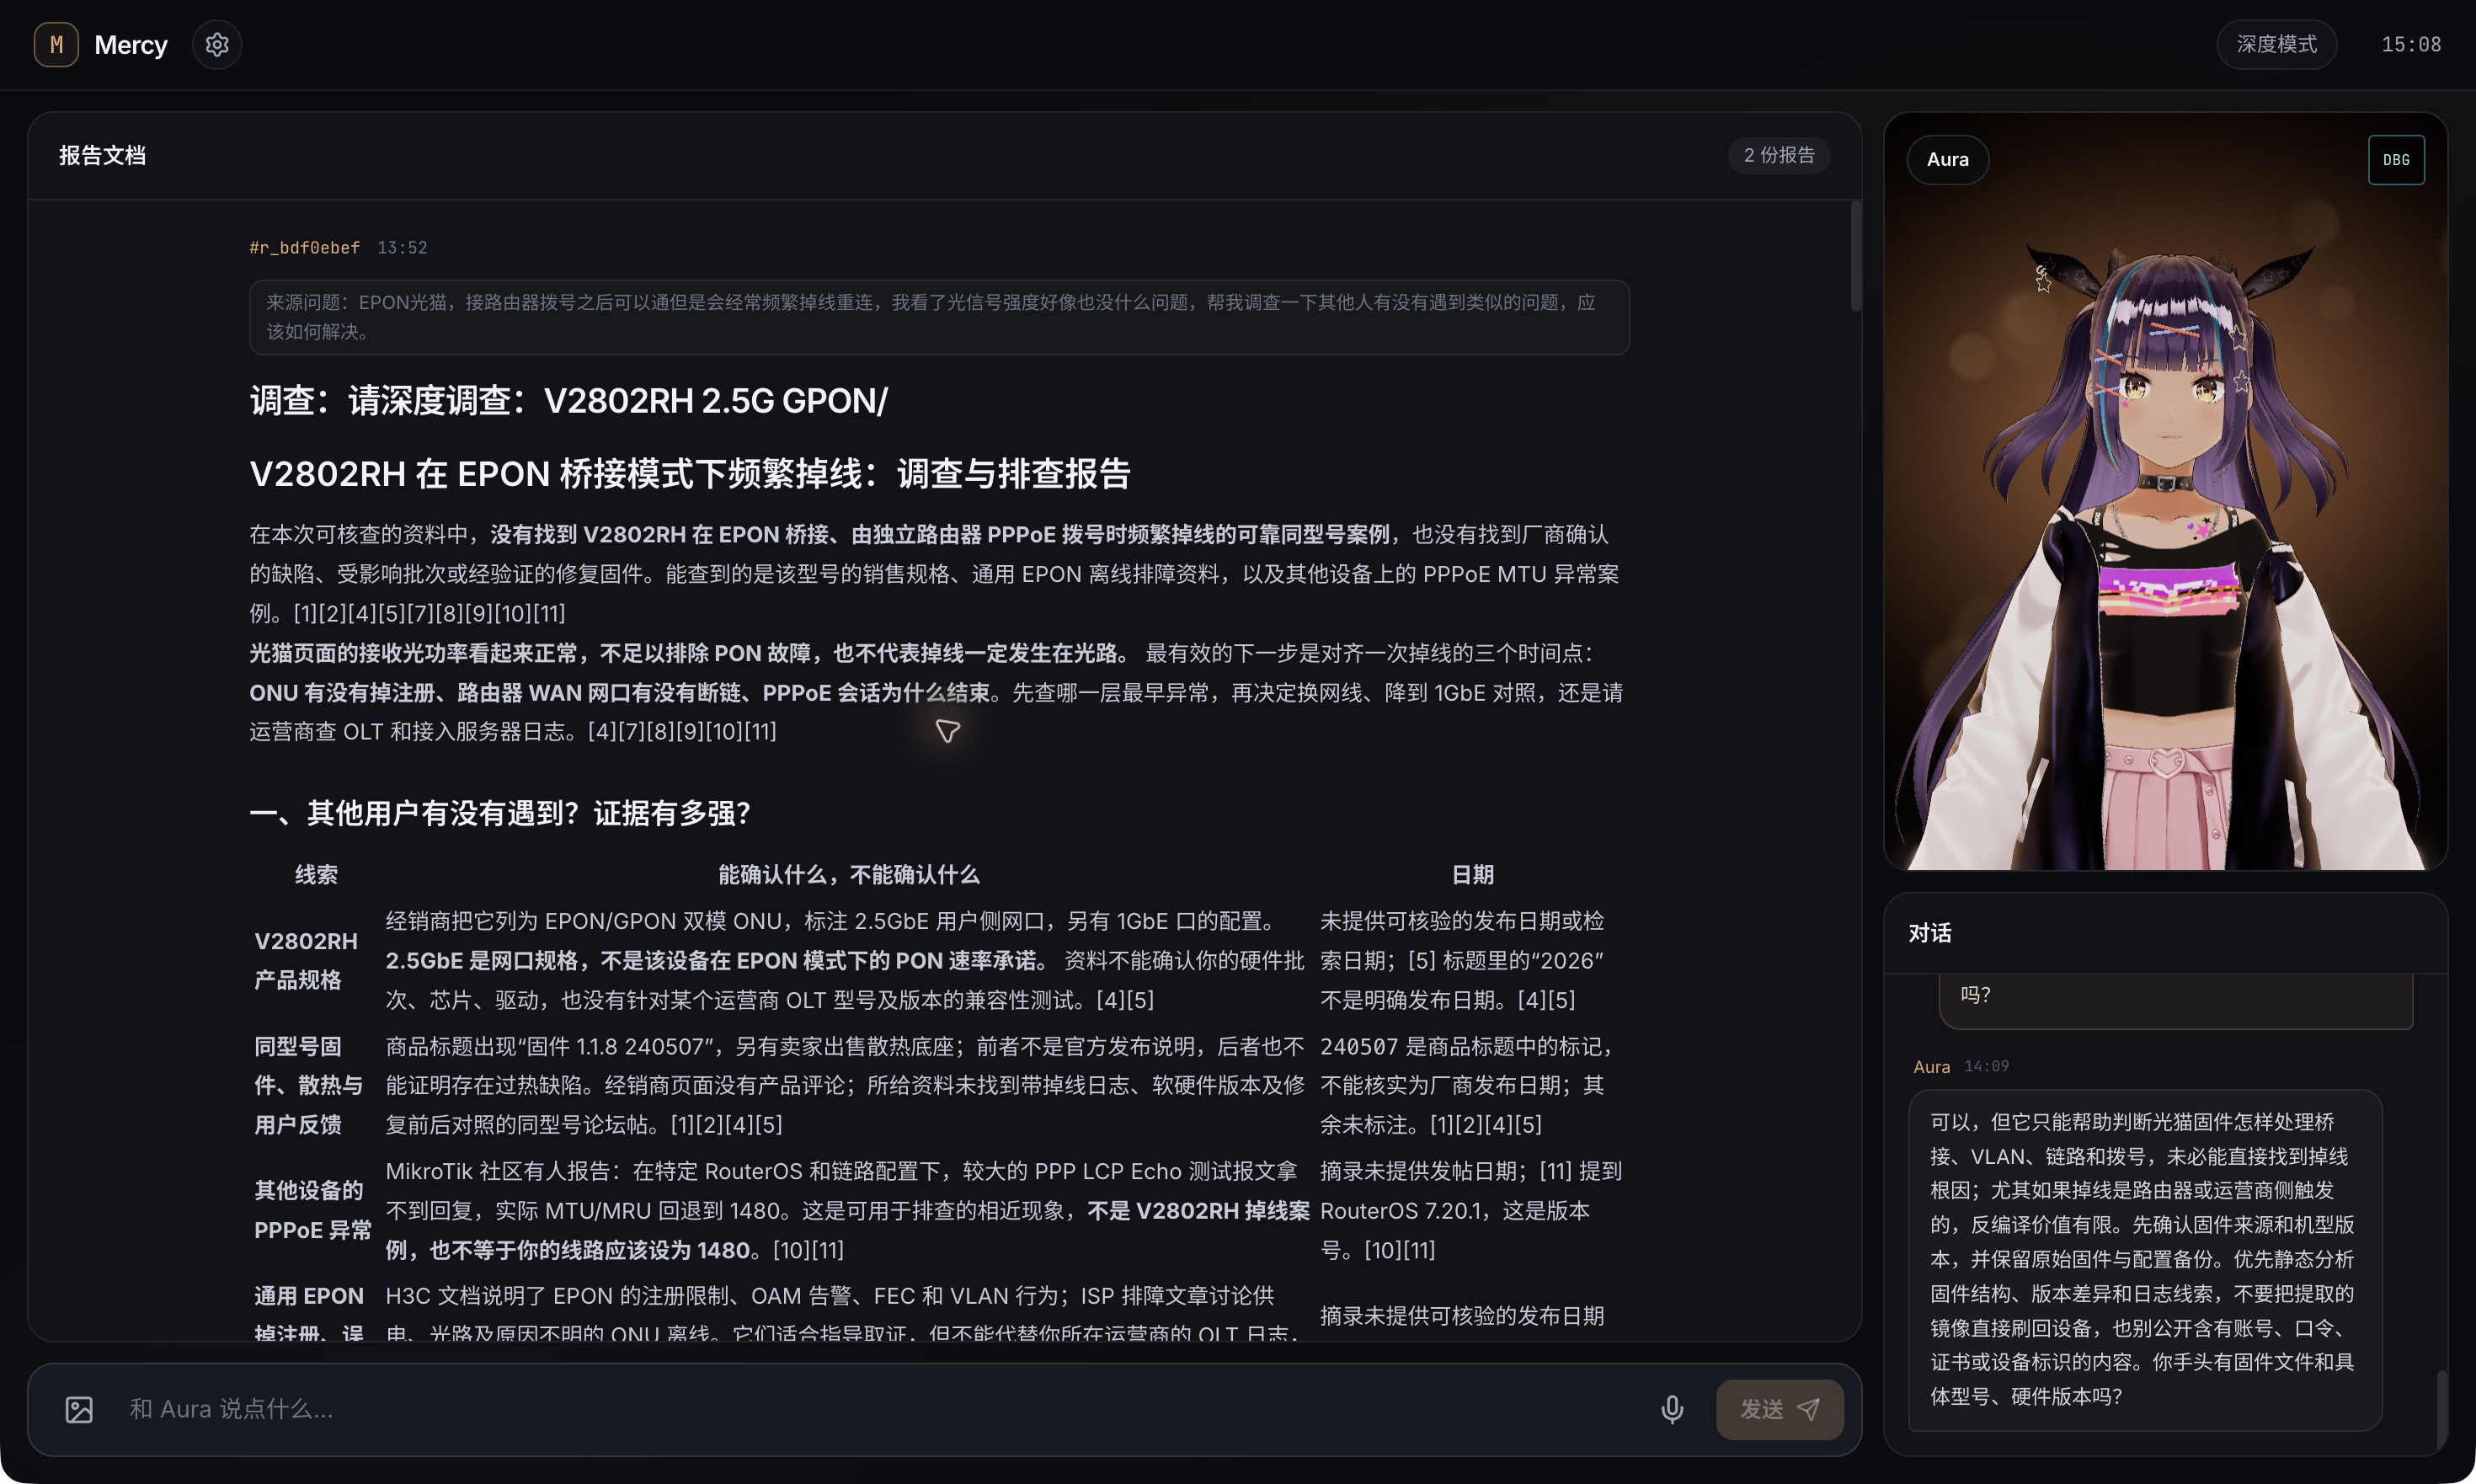 M Mercy 深度模式 15:08
报告文档 2 份报告
#r_bdf0ebef 13:52
来源问题：EPON光猫，接路由器拨号之后可以通但是会经常频繁掉线重连，我看了光信号强度好像也没什么问题，帮我调查一下其他人有没有遇到类似的问题，应
该如何解决。
调查：请深度调查：V2802RH 2.5G GPON/
V2802RH 在 EPON 桥接模式下频繁掉线：调查与排查报告
在本次可核查的资料中，没有找到 V2802RH 在 EPON 桥接、由独立路由器 PPPoE 拨号时频繁掉线的可靠同型号案例，也没有找到厂商确认
的缺陷、受影响批次或经验证的修复固件。能查到的是该型号的销售规格、通用 EPON 离线排障资料，以及其他设备上的 PPPoE MTU 异常案
例。[1][2][4][5][7][8][9][10][11]
光猫页面的接收光功率看起来正常，不足以排除 PON 故障，也不代表掉线一定发生在光路。 最有效的下一步是对齐一次掉线的三个时间点：
ONU 有没有掉注册、路由器 WAN 网口有没有断链、PPPoE 会话为什么结束。先查哪一层最早异常，再决定换网线、降到 1GbE 对照，还是请
运营商查 OLT 和接入服务器日志。[4][7][8][9][10][11]
一、其他用户有没有遇到？证据有多强？
线索 能确认什么，不能确认什么 日期
V2802RH
产品规格
经销商把它列为 EPON/GPON 双模 ONU，标注 2.5GbE 用户侧网口，另有 1GbE 口的配置。
2.5GbE 是网口规格，不是该设备在 EPON 模式下的 PON 速率承诺。 资料不能确认你的硬件批
次、芯片、驱动，也没有针对某个运营商 OLT 型号及版本的兼容性测试。[4][5]
未提供可核验的发布日期或检
索日期；[5] 标题里的“2026”
不是明确发布日期。[4][5]
同型号固
件、散热与
用户反馈
商品标题出现“固件 1.1.8 240507”，另有卖家出售散热底座；前者不是官方发布说明，后者也不
能证明存在过热缺陷。经销商页面没有产品评论；所给资料未找到带掉线日志、软硬件版本及修
复前后对照的同型号论坛帖。[1][2][4][5]
240507 是商品标题中的标记，
不能核实为厂商发布日期；其
余未标注。[1][2][4][5]
其他设备的
PPPoE 异常
MikroTik 社区有人报告：在特定 RouterOS 和链路配置下，较大的 PPP LCP Echo 测试报文拿
不到回复，实际 MTU/MRU 回退到 1480。这是可用于排查的相近现象，不是 V2802RH 掉线案
例，也不等于你的线路应该设为 1480。[10][11]
摘录未提供发帖日期；[11] 提到
RouterOS 7.20.1，这是版本
号。[10][11]
通用 EPON
掉注册、误
H3C 文档说明了 EPON 的注册限制、OAM 告警、FEC 和 VLAN 行为；ISP 排障文章讨论供
电、光路及原因不明的 ONU 离线。它们适合指导取证，但不能代替你所在运营商的 OLT 日志，
摘录未提供可核验的发布日期
和 Aura 说点什么...
发送
Aura
DBG
对话
吗？
Aura 14:09
可以，但它只能帮助判断光猫固件怎样处理桥
接、VLAN、链路和拨号，未必能直接找到掉线
根因；尤其如果掉线是路由器或运营商侧触发
的，反编译价值有限。先确认固件来源和机型版
本，并保留原始固件与配置备份。优先静态分析
固件结构、版本差异和日志线索，不要把提取的
镜像直接刷回设备，也别公开含有账号、口令、
证书或设备标识的内容。你手头有固件文件和具
体型号、硬件版本吗？